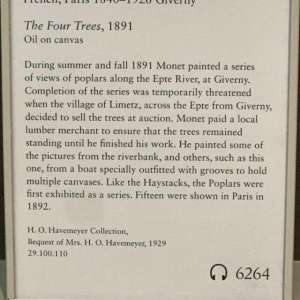 French, Paris 1840–1926 Giverny
The Four Trees, 1891
Oil on canvas
During summer and fall 1891 Monet painted a series
of views of poplars along the Epte River, at Giverny.
Completion of the series was temporarily threatened
when the village of Limetz, across the Epte from Giverny,
decided to sell the trees at auction. Monet paid a local
lumber merchant to ensure that the trees remained
standing until he finished his work. He painted some of
the pictures from the riverbank, and others, such as this
one, from a boat specially outfitted with grooves to hold
multiple canvases. Like the Haystacks, the Poplars were
first exhibited as a series. Fifteen were shown in Paris in
1892.
H. O. Havemeyer Collection,
Bequest of Mrs. H. O. Havemeyer, 1929
29.100.110
6264